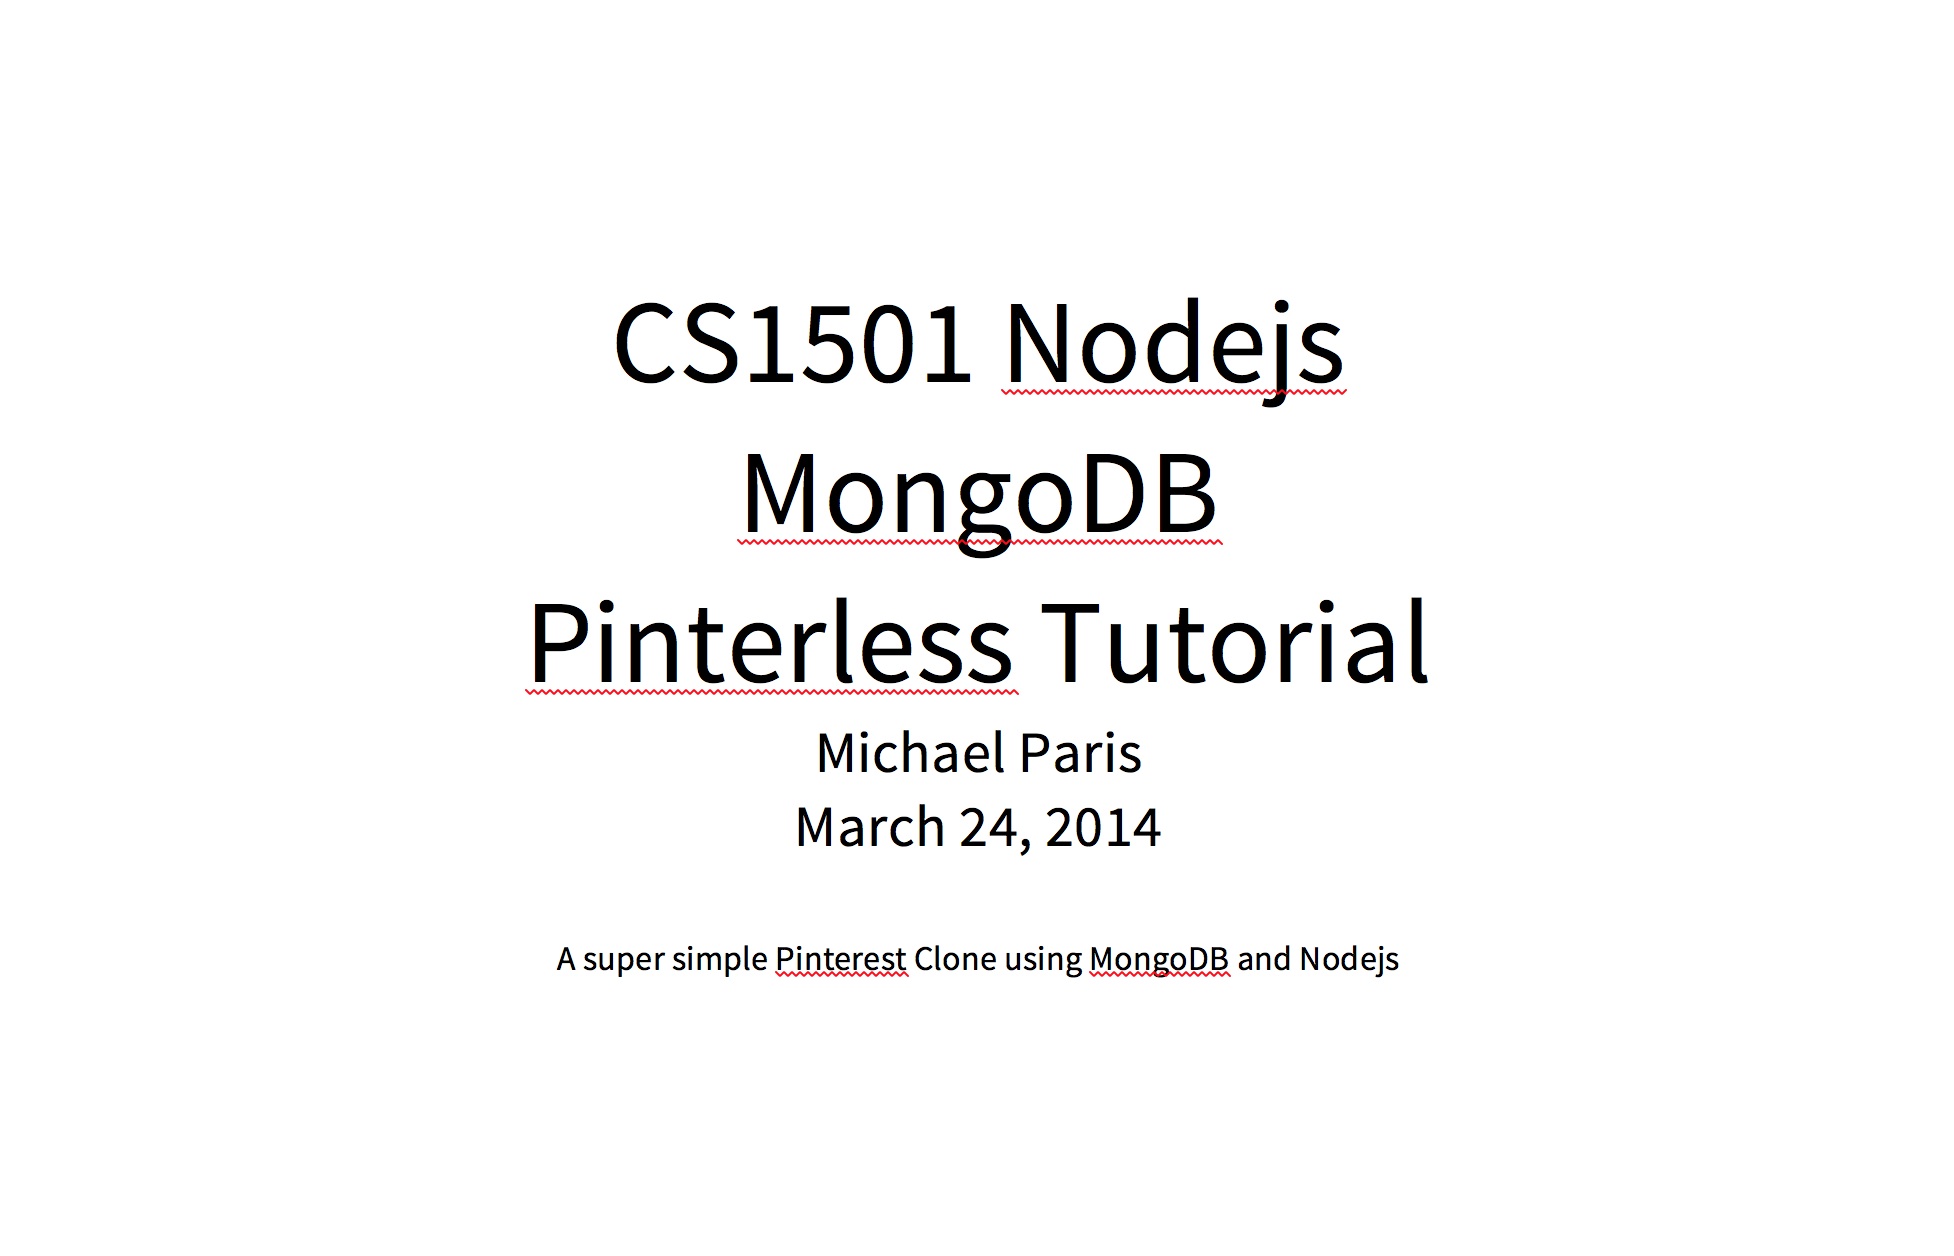 CS1501 Nodejs
MongoDB
Pinterless Tutorial
Michael Paris
March 24, 2014
A super simple Pinterest Clone using MongoDB and Nodejs